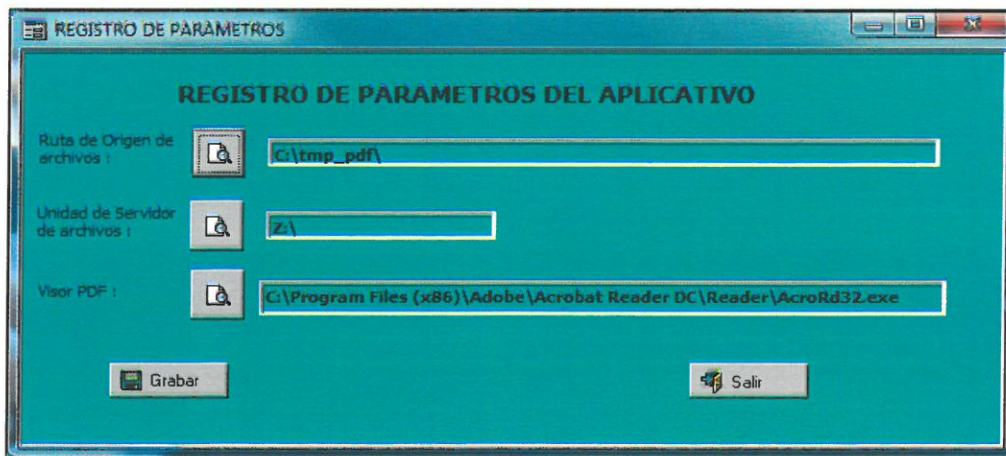 REGISTRO DE PARAMETROS
REGISTRO DE PARAMETROS DEL APLICATIVO
Ruta de Origen de
archivos :
C:\tmp_pdf\
Unidad de Servidor
de archivos :
Z:\
Visor PDF :
C:\Program Files (x86)\Adobe\Acrobat Reader DC\Reader\AcroRd32.exe
Grabar
Salir